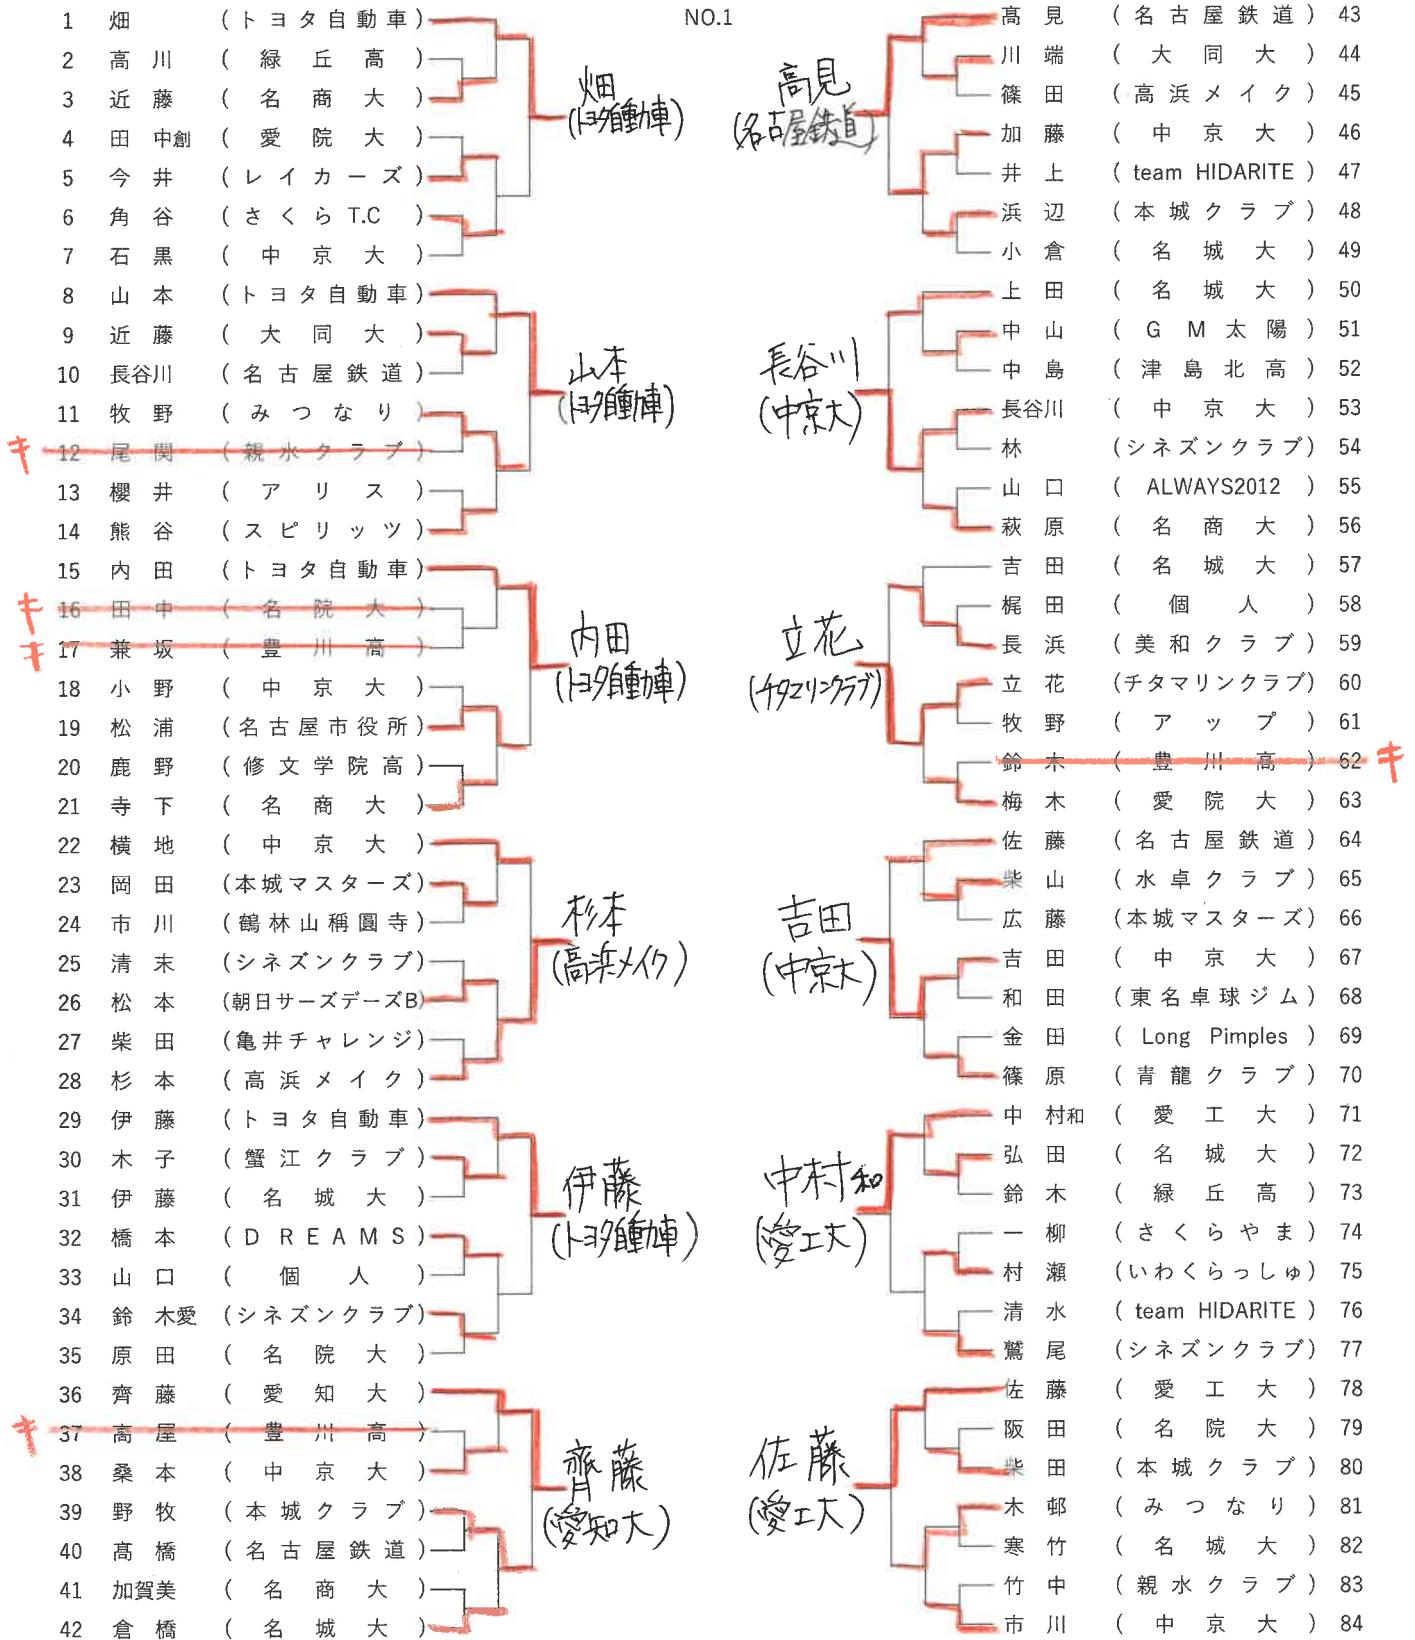 NO.1
1 畑 (トヨタ自動車)
2 高川 (緑丘高)
3 近藤 (名商大)
4 田中創 (愛院大)
5 今井 (レイカーズ)
6 角谷 (さくらT.C)
7 石黒 (中京大)
畑
(トヨタ自動車)
8 山本 (トヨタ自動車)
9 近藤 (大同大)
10 長谷川 (名古屋鉄道)
11 牧野 (みつなり)
キ 12 尾関 (親水クラブ)
13 櫻井 (アリス)
14 熊谷 (スピリッツ)
山本
(トヨタ自動車)
15 内田 (トヨタ自動車)
キ 16 田中 (名院大)
キ 17 兼坂 (豊川高)
18 小野 (中京大)
19 松浦 (名古屋市役所)
20 鹿野 (修文学院高)
21 寺下 (名商大)
内田
(トヨタ自動車)
22 横地 (中京大)
23 岡田 (本城マスターズ)
24 市川 (鶴林山稱圓寺)
25 清末 (シネズンクラブ)
26 松本 (朝日サーズデーズB)
27 柴田 (亀井チャレンジ)
28 杉本 (高浜メイク)
杉本
(高浜メイク)
29 伊藤 (トヨタ自動車)
30 木子 (蟹江クラブ)
31 伊藤 (名城大)
32 橋本 (DREAMS)
33 山口 (個人)
34 鈴木愛 (シネズンクラブ)
35 原田 (名院大)
伊藤
(トヨタ自動車)
36 齊藤 (愛知大)
キ 37 高屋 (豊川高)
38 桑本 (中京大)
39 野牧 (本城クラブ)
40 髙橋 (名古屋鉄道)
41 加賀美 (名商大)
42 倉橋 (名城大)
齊藤
(愛知大)
髙見 (名古屋鉄道) 43
川端 (大同大) 44
篠田 (高浜メイク) 45
加藤 (中京大) 46
井上 (team HIDARITE) 47
浜辺 (本城クラブ) 48
小倉 (名城大) 49
高見
(名古屋鉄道)
上田 (名城大) 50
中山 (GM太陽) 51
中島 (津島北高) 52
長谷川 (中京大) 53
林 (シネズンクラブ) 54
山口 (ALWAYS2012) 55
萩原 (名商大) 56
長谷川
(中京大)
吉田 (名城大) 57
梶田 (個人) 58
長浜 (美和クラブ) 59
立花 (チタマリンクラブ) 60
牧野 (アップ) 61
鈴木 (豊川高) 62 キ
梅木 (愛院大) 63
立花
(チタマリンクラブ)
佐藤 (名古屋鉄道) 64
柴山 (水卓クラブ) 65
広藤 (本城マスターズ) 66
吉田 (中京大) 67
和田 (東名卓球ジム) 68
金田 (Long Pimples) 69
篠原 (青龍クラブ) 70
吉田
(中京大)
中村和 (愛工大) 71
弘田 (名城大) 72
鈴木 (緑丘高) 73
一柳 (さくらやま) 74
村瀬 (いわくらっしゅ) 75
清水 (team HIDARITE) 76
鷲尾 (シネズンクラブ) 77
中村和
(愛工大)
佐藤 (愛工大) 78
阪田 (名院大) 79
柴田 (本城クラブ) 80
木邨 (みつなり) 81
寒竹 (名城大) 82
竹中 (親水クラブ) 83
市川 (中京大) 84
佐藤
(愛工大)